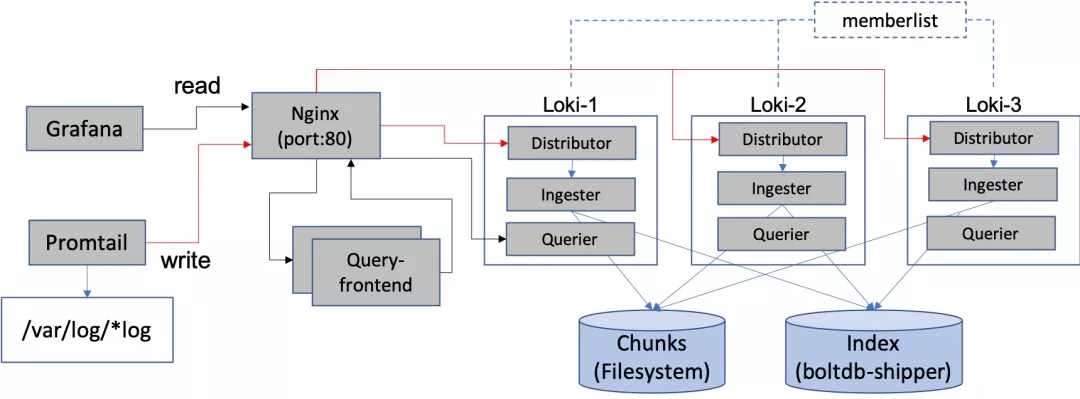 memberlist
read
Grafana
Nginx
(port:80)
Promtail
write
/var/log/*log
Query-
frontend
Loki-1
Distributor
Ingester
Querier
Loki-2
Distributor
Ingester
Querier
Loki-3
Distributor
Ingester
Querier
Chunks
(Filesystem)
Index
(boltdb-shipper)